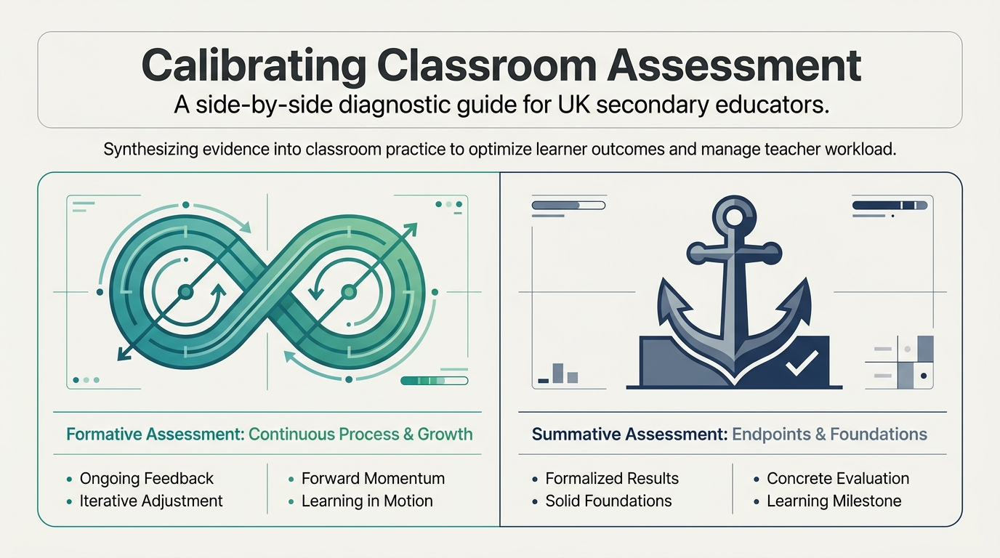 Calibrating Classroom Assessment
A side-by-side diagnostic guide for UK secondary educators.
Synthesizing evidence into classroom practice to optimize learner outcomes and manage teacher workload.
Formative Assessment: Continuous Process & Growth
• Ongoing Feedback
• Iterative Adjustment
• Forward Momentum
• Learning in Motion
Summative Assessment: Endpoints & Foundations
• Formalized Results
• Solid Foundations
• Concrete Evaluation
• Learning Milestone